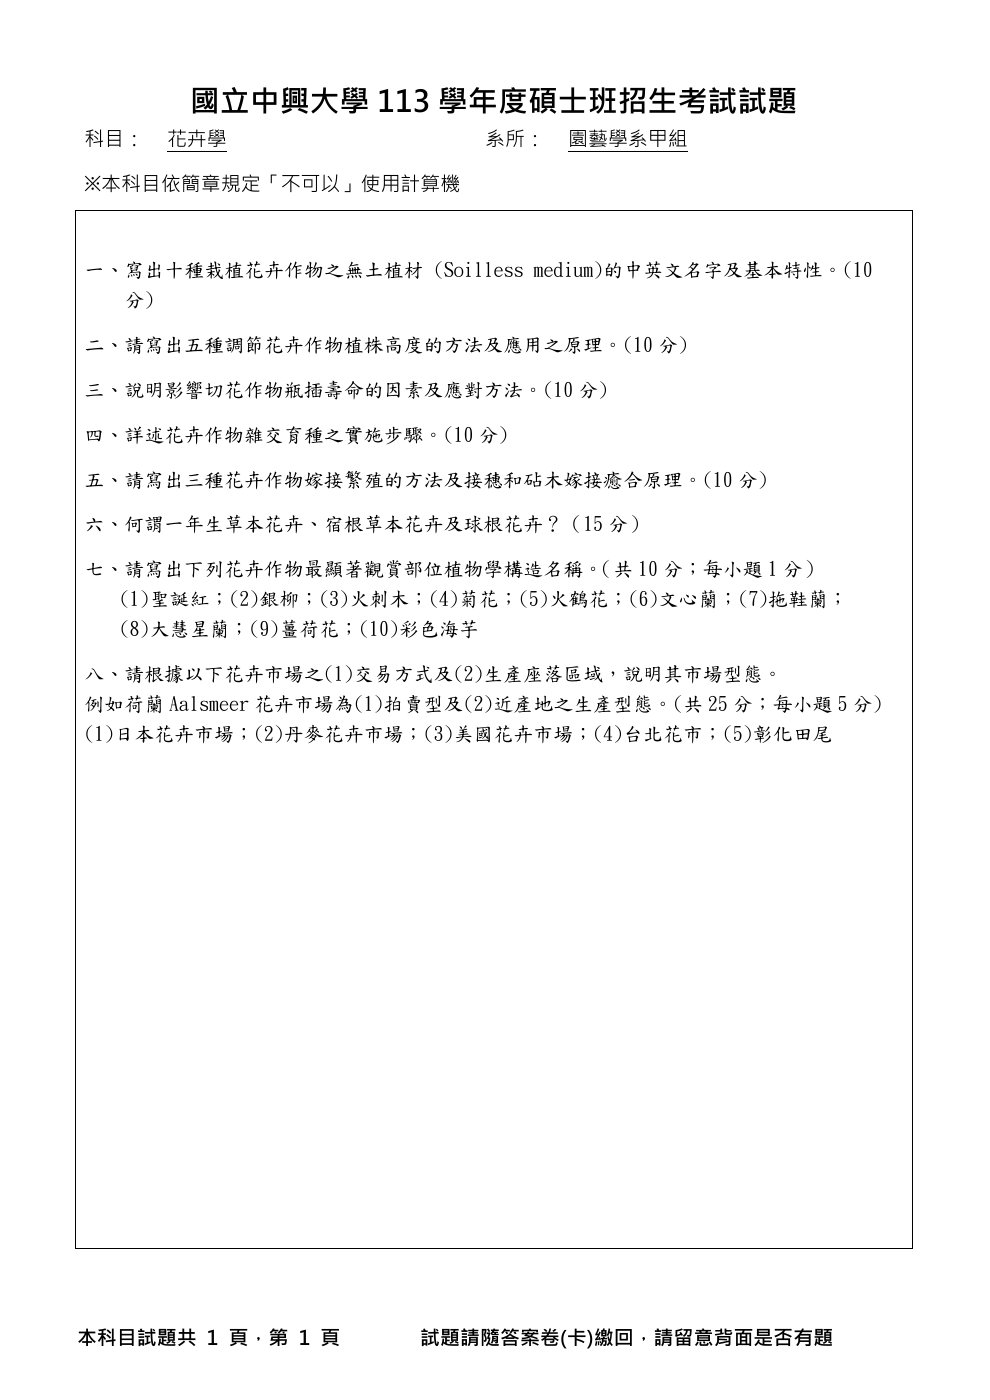 國立中興大學 113 學年度碩士班招生考試試題
科目： 花卉學 系所： 園藝學系甲組
※本科目依簡章規定「不可以」使用計算機
一、寫出十種栽植花卉作物之無土植材 (Soilless medium)的中英文名字及基本特性。(10
分)
二、請寫出五種調節花卉作物植株高度的方法及應用之原理。(10 分)
三、說明影響切花作物瓶插壽命的因素及應對方法。(10 分)
四、詳述花卉作物雜交育種之實施步驟。(10 分)
五、請寫出三種花卉作物嫁接繁殖的方法及接穗和砧木嫁接癒合原理。(10 分)
六、何謂一年生草本花卉、宿根草本花卉及球根花卉？（15 分）
七、請寫出下列花卉作物最顯著觀賞部位植物學構造名稱。（共 10 分；每小題 1 分）
(1)聖誕紅；(2)銀柳；(3)火刺木；(4)菊花；(5)火鶴花；(6)文心蘭；(7)拖鞋蘭；
(8)大慧星蘭；(9)薑荷花；(10)彩色海芋
八、請根據以下花卉市場之(1)交易方式及(2)生產座落區域，說明其市場型態。
例如荷蘭 Aalsmeer 花卉市場為(1)拍賣型及(2)近產地之生產型態。(共 25 分；每小題 5 分)
(1)日本花卉市場；(2)丹麥花卉市場；(3)美國花卉市場；(4)台北花市；(5)彰化田尾
本科目試題共 1 頁，第 1 頁 試題請隨答案卷(卡)繳回，請留意背面是否有題